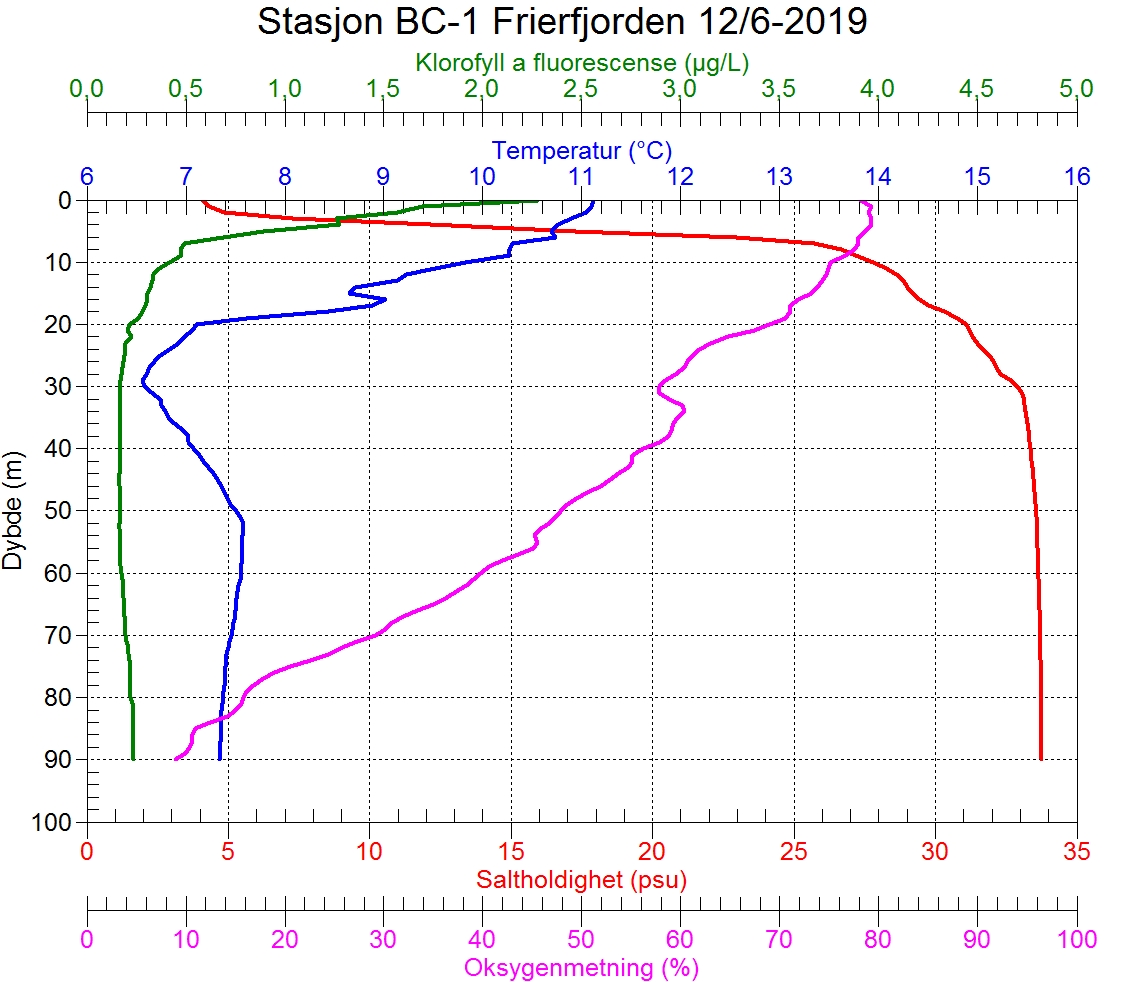 Stasjon BC-1 Frierfjorden 12/6-2019
Klorofyll a fluorescense (µg/L)
0,0 0,5 1,0 1,5 2,0 2,5 3,0 3,5 4,0 4,5 5,0
Temperatur (°C)
6 7 8 9 10 11 12 13 14 15 16
0
10
20
30
40
50
60
70
80
90
100
Dybde (m)
0 5 10 15 20 25 30 35
Saltholdighet (psu)
0 10 20 30 40 50 60 70 80 90 100
Oksygenmetning (%)